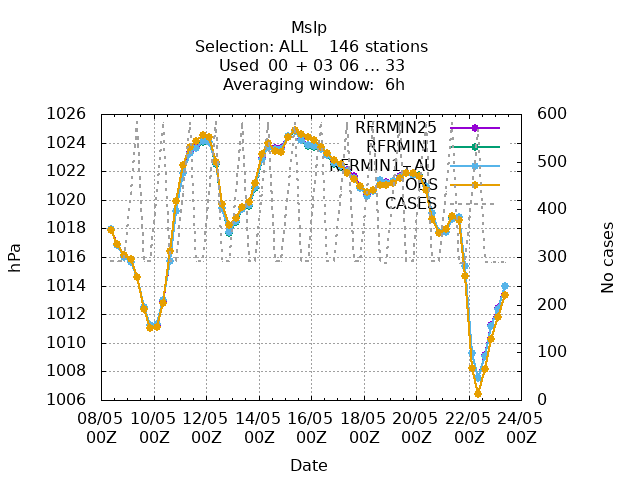 Mslp
Selection: ALL    146 stations
Used  00 + 03 06 ... 33
Averaging window:  6h
1026
1024
1022
1020
1018
1016
1014
1012
1010
1008
1006
hPa
600
500
400
300
200
100
0
No cases
RFRMIN25
RFRMIN1
RFRMIN1-AU
OBS
CASES
08/05 10/05 12/05 14/05 16/05 18/05 20/05 22/05 24/05
00Z 00Z 00Z 00Z 00Z 00Z 00Z 00Z 00Z
Date